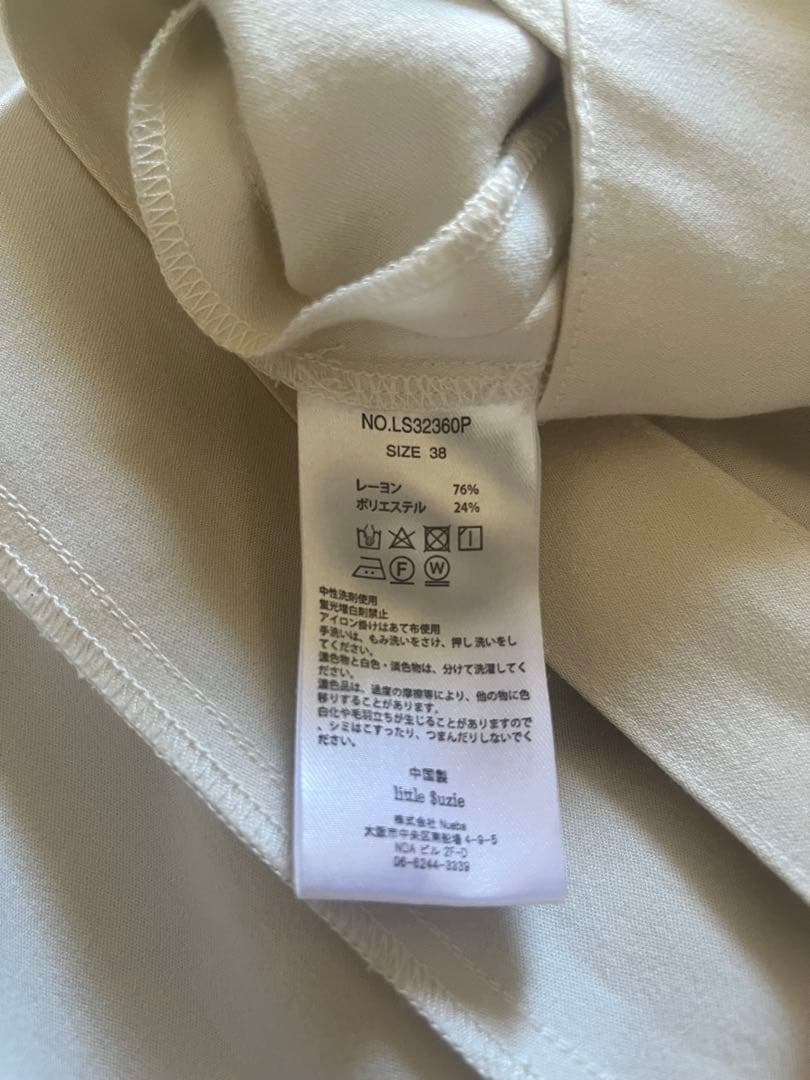 NO.LS32360P
SIZE 38
レーヨン 76%
ポリエステル 24%
F W
中性洗剤使用
蛍光増白剤禁止
アイロン掛けはあて布使用
手洗いは、もみ洗いをさけ、押し洗いをし
てください。
濃色物と白色・淡色物は、分けて洗濯してく
ださい。
濃色品は、過度の摩擦等により、他の物に色
移りすることがあります。
白化や毛羽立ちが生じることがありますので
、シミはこすったり、つまんだりしないでく
ださい。
中国製
little $uzie
株式会社 Nueba
大阪市中央区南船場 4-9-5
NDA ビル 2F-D
06-6244-3339